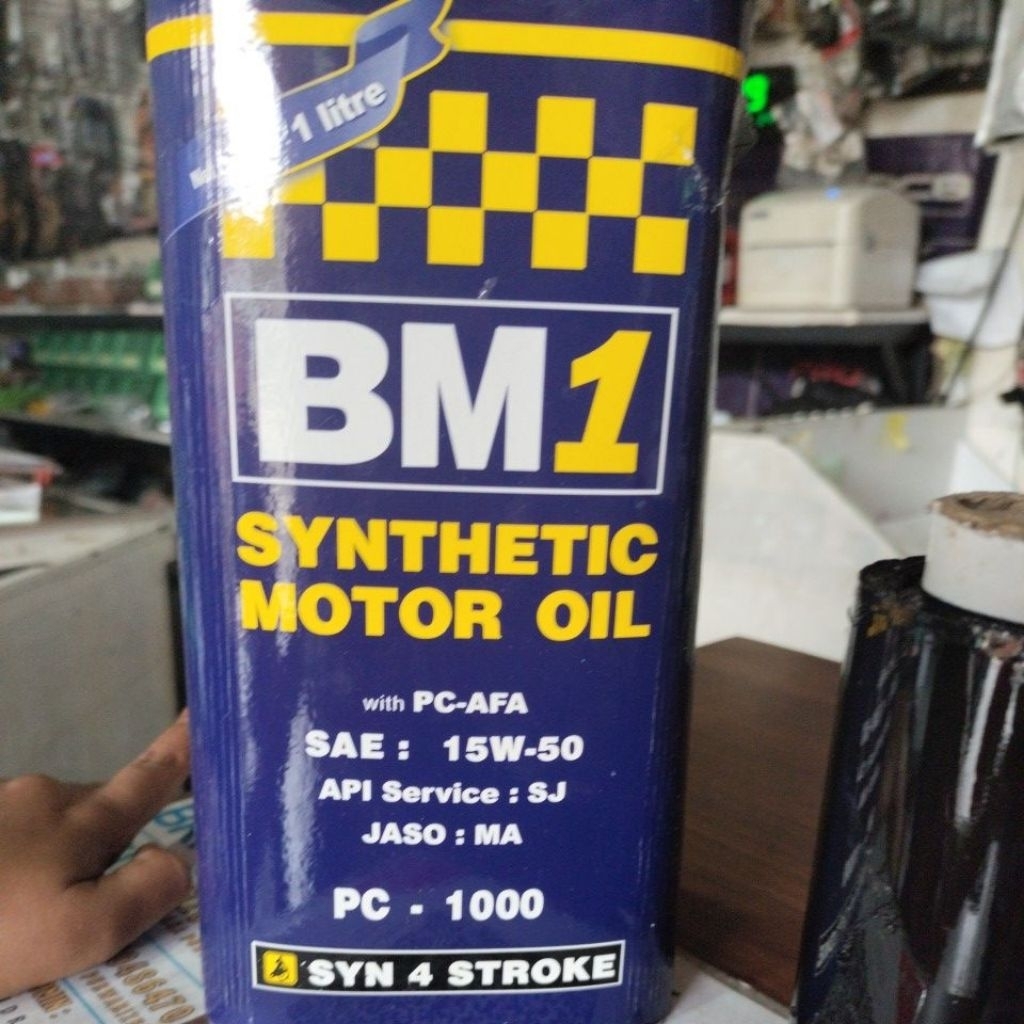 1 litre
BM1
SYNTHETIC
MOTOR OIL
with PC-AFA
SAE : 15W-50
API Service : SJ
JASO : MA
PC - 1000
SYN 4 STROKE